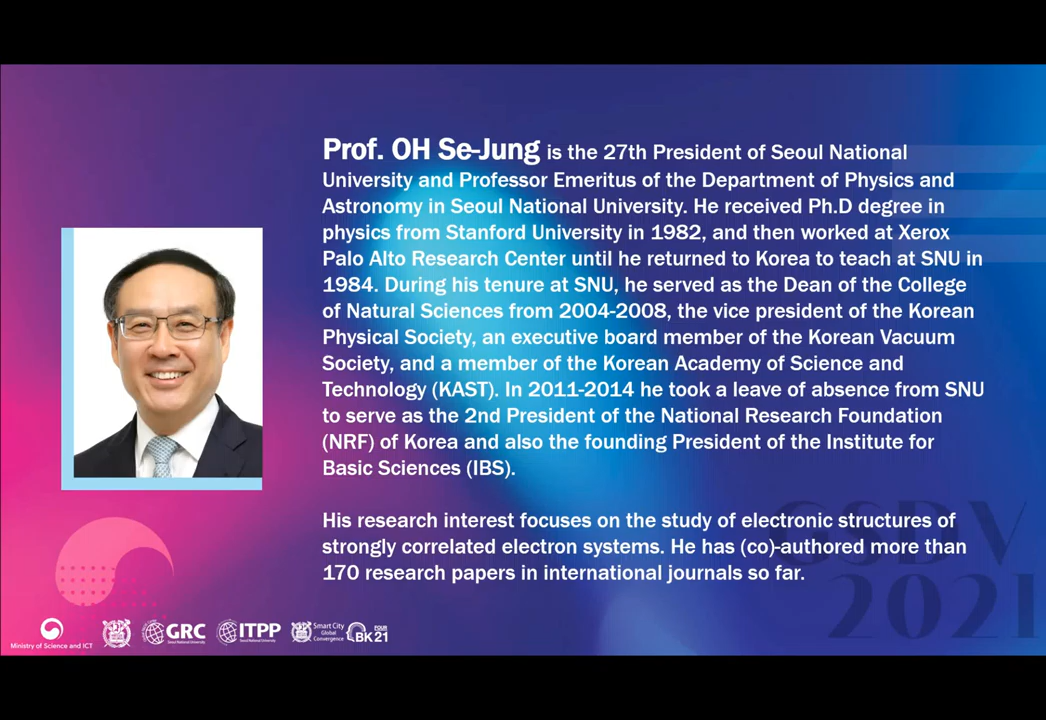 Prof. OH Se-Jung is the 27th President of Seoul National
University and Professor Emeritus of the Department of Physics and
Astronomy in Seoul National University. He received Ph.D degree in
physics from Stanford University in 1982, and then worked at Xerox
Palo Alto Research Center until he returned to Korea to teach at SNU in
1984. During his tenure at SNU, he served as the Dean of the College
of Natural Sciences from 2004-2008, the vice president of the Korean
Physical Society, an executive board member of the Korean Vacuum
Society, and a member of the Korean Academy of Science and
Technology (KAST). In 2011-2014 he took a leave of absence from SNU
to serve as the 2nd President of the National Research Foundation
(NRF) of Korea and also the founding President of the Institute for
Basic Sciences (IBS).
His research interest focuses on the study of electronic structures of
strongly correlated electron systems. He has (co)-authored more than
170 research papers in international journals so far.
GSDV
2021
Ministry of Science and ICT
GRC
Seoul National University
ITPP
Seoul National University
Smart City
Global
Convergence
FOUR
BK21